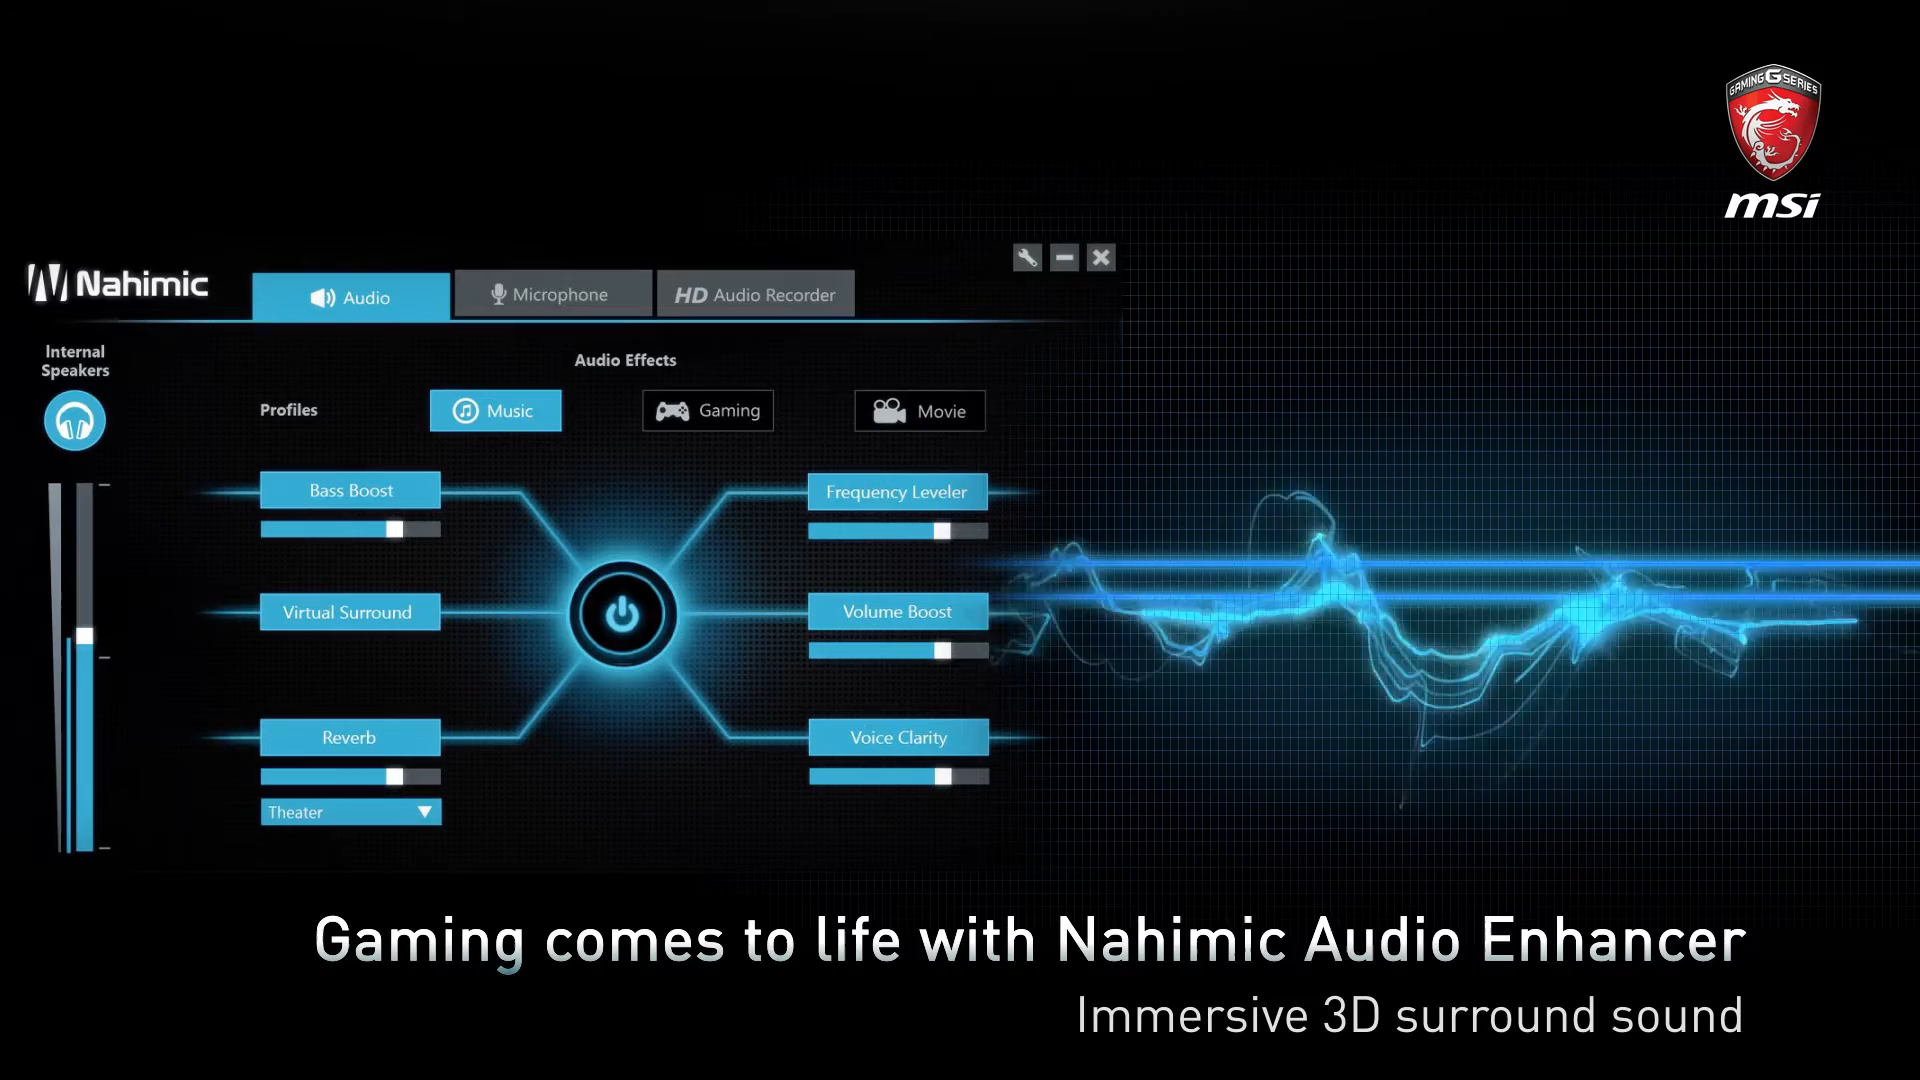 GAMING G SERIES
msi
Nahimic
Audio
Microphone
HD Audio Recorder
Internal
Speakers
Audio Effects
Profiles
Music
Gaming
Movie
Bass Boost
Frequency Leveler
Virtual Surround
Volume Boost
Reverb
Voice Clarity
Theater
Gaming comes to life with Nahimic Audio Enhancer
Immersive 3D surround sound